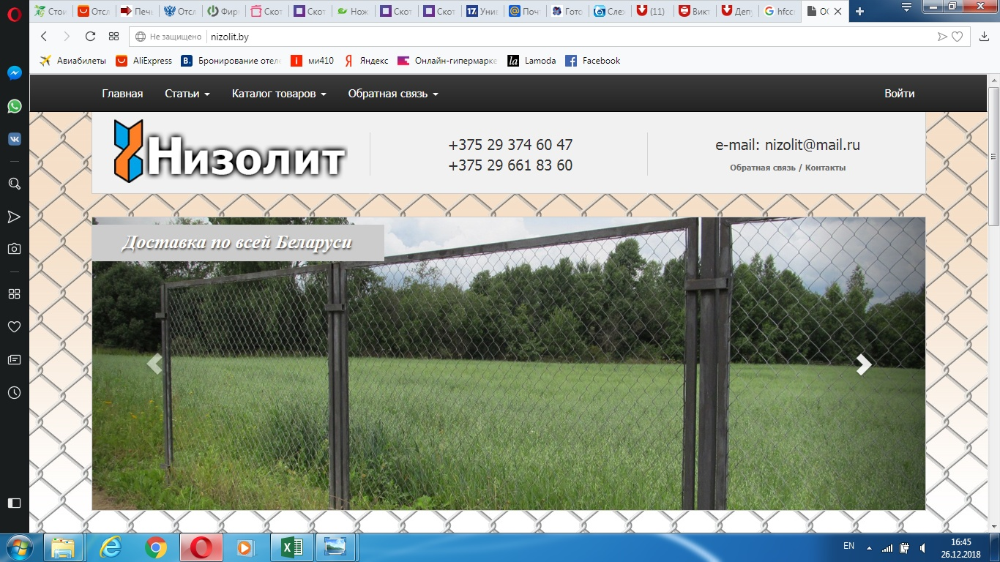 Стои
Отсл
Печь
Отсл
Фирм
Скот
Скот
Нож
Скот
Скот
Унив
Почт
Гото
Слеж
(11)
Викт
Депу
hfcc
ОО
Не защищено nizolit.by
Авиабилеты AliExpress Бронирование оте ми410 Яндекс Онлайн-гипермарке Lamoda Facebook
Главная Статьи Каталог товаров Обратная связь Войти
Низолит
+375 29 374 60 47
+375 29 661 83 60
e-mail: nizolit@mail.ru
Обратная связь / Контакты
Доставка по всей Беларуси
EN
16:45
26.12.2018